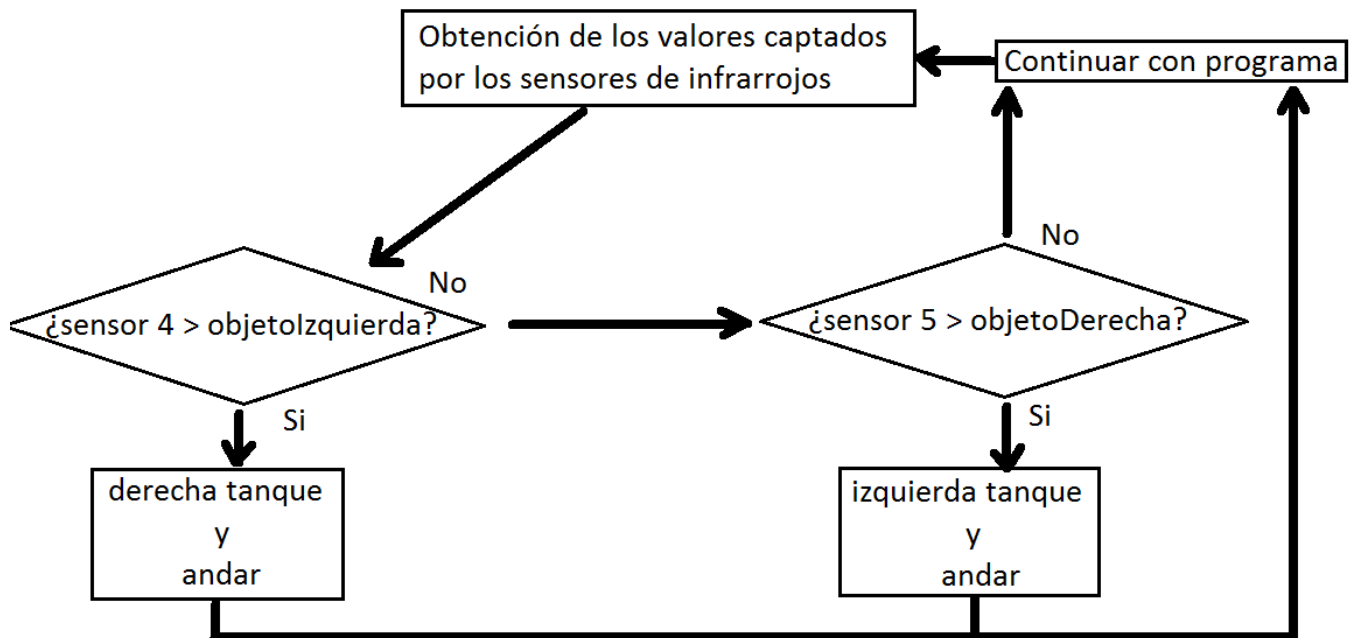 Obtención de los valores captados
por los sensores de infrarrojos
Continuar con programa
No
¿sensor 4 > objetoIzquierda?
Si
derecha tanque
y
andar
No
¿sensor 5 > objetoDerecha?
Si
izquierda tanque
y
andar